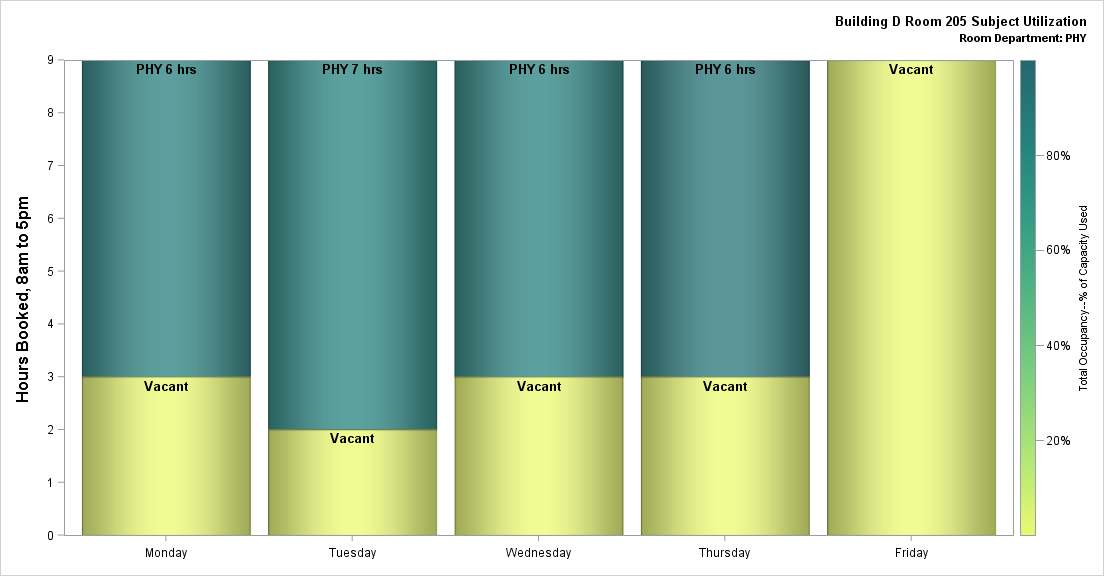 Building D Room 205 Subject Utilization
Room Department: PHY
Hours Booked, 8am to 5pm
9
8
7
6
5
4
3
2
1
0
PHY 6 hrs
Vacant
PHY 7 hrs
Vacant
PHY 6 hrs
Vacant
PHY 6 hrs
Vacant
Vacant
Monday
Tuesday
Wednesday
Thursday
Friday
80%
60%
40%
20%
Total Occupancy--% of Capacity Used